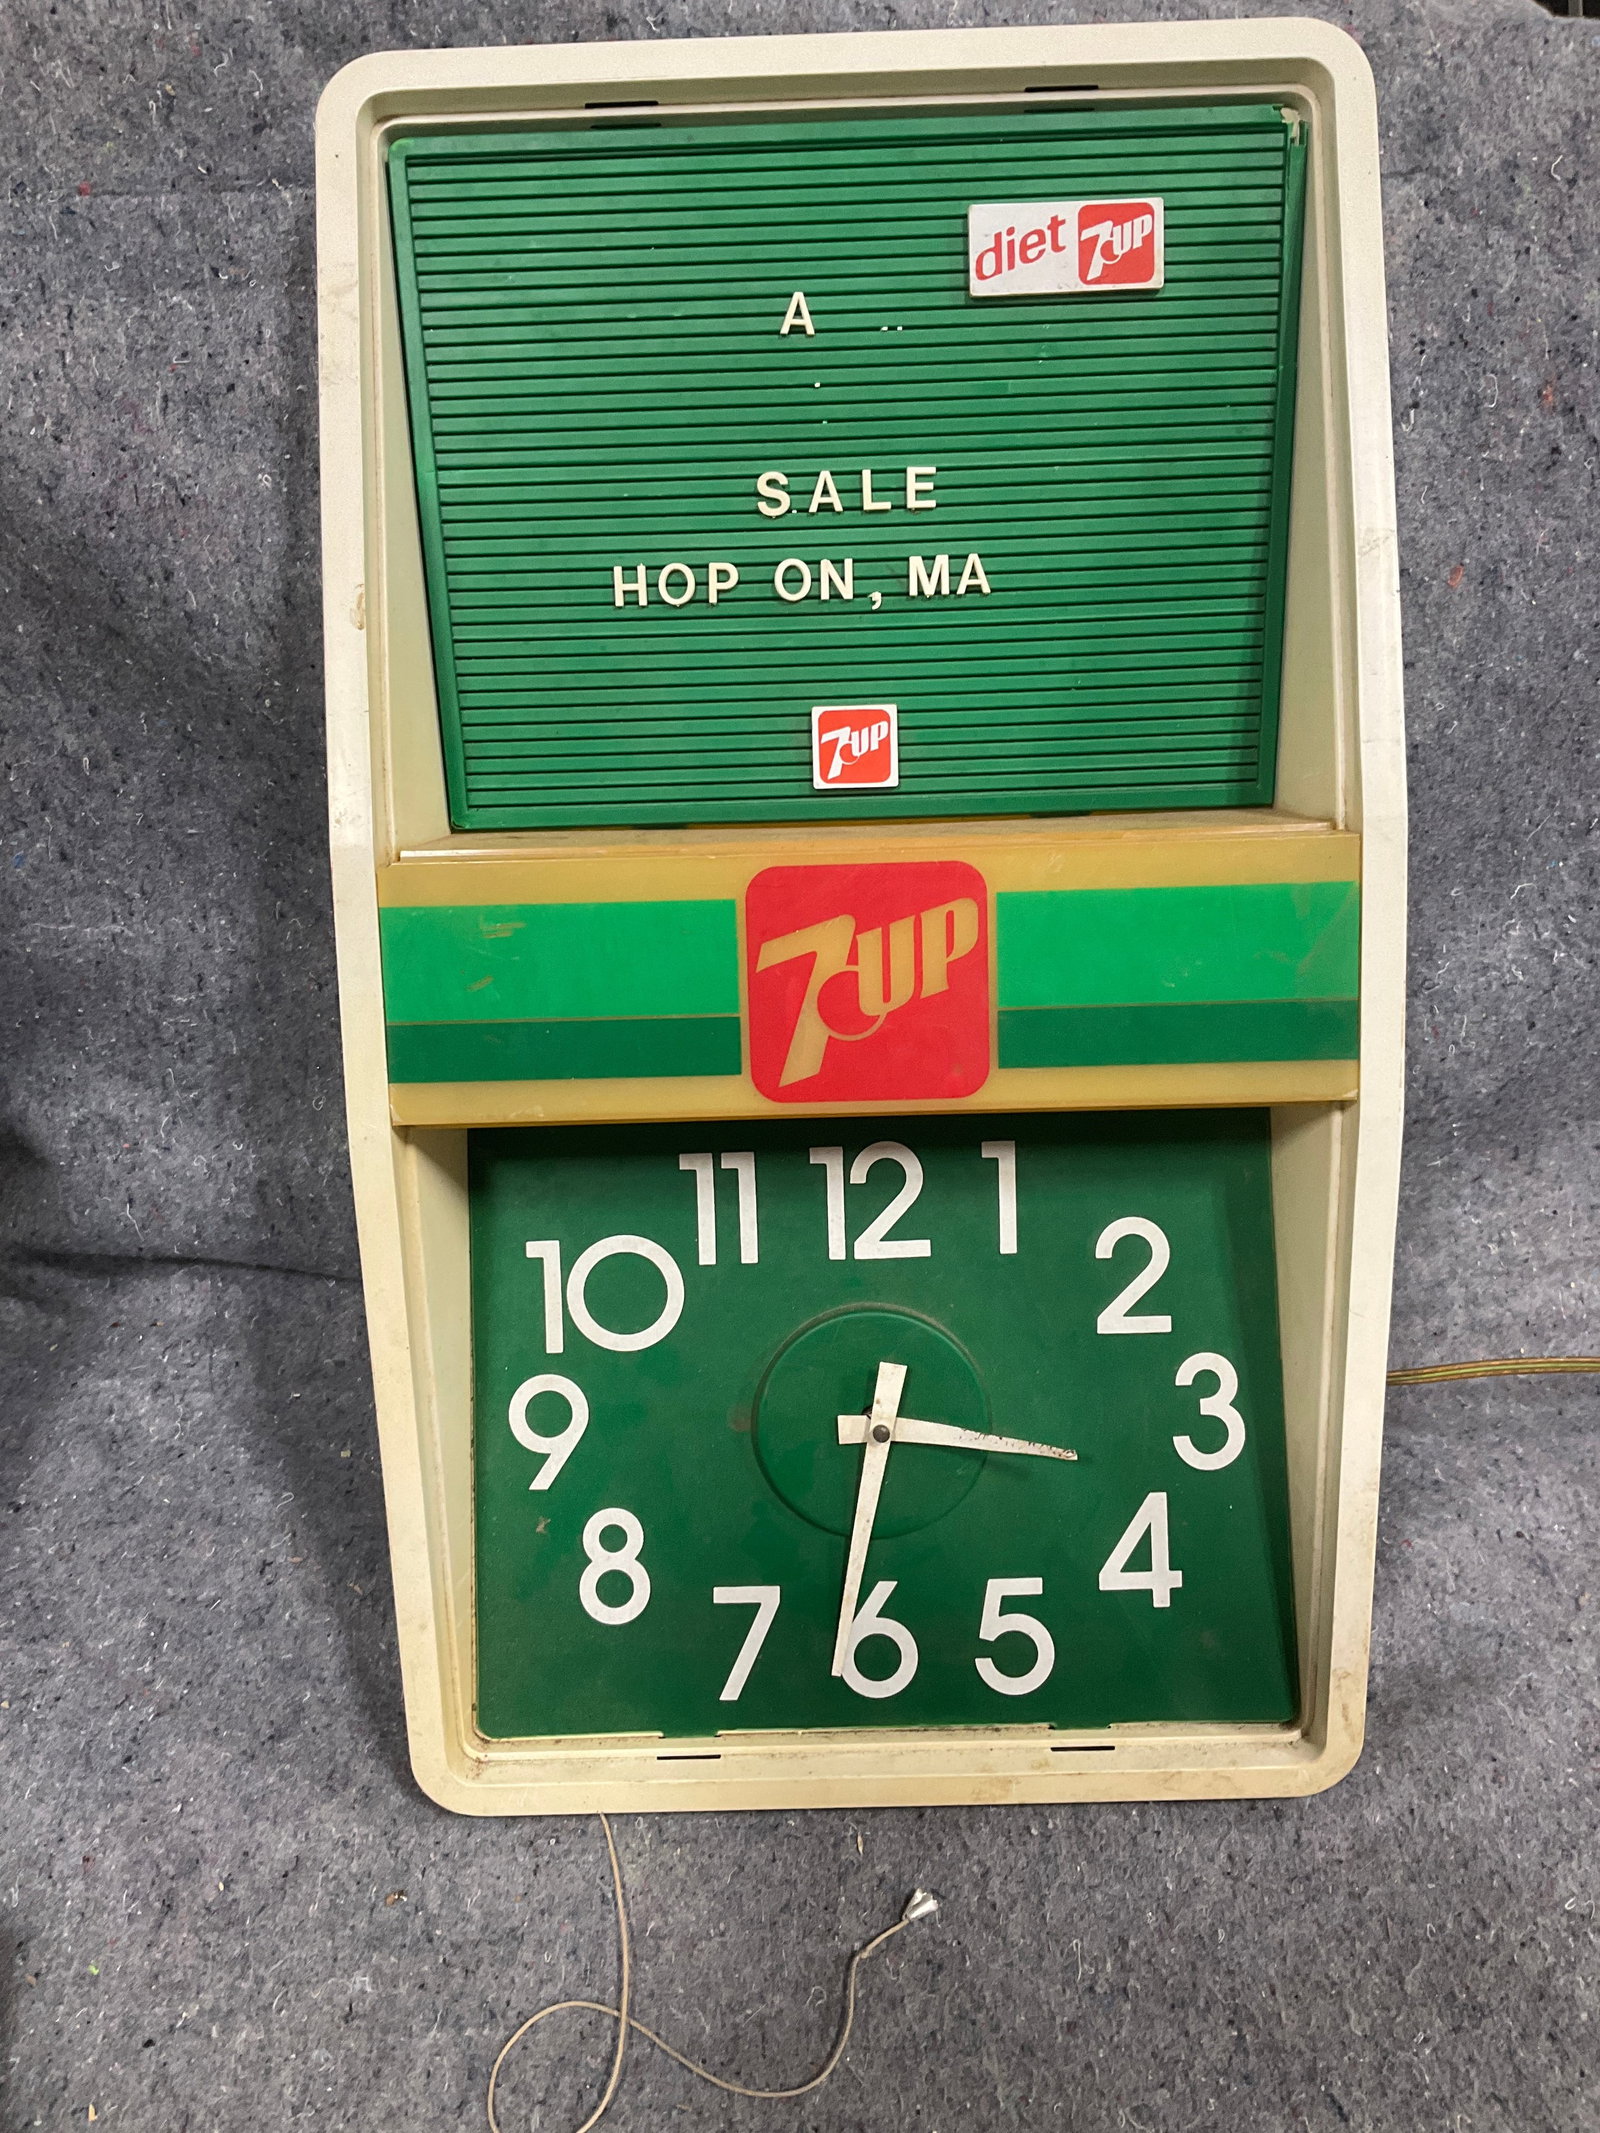 diet 7UP
A
SALE
HOP ON, MA
7UP
7UP
11 12 1
10 2
9 3
8 4
7 6 5